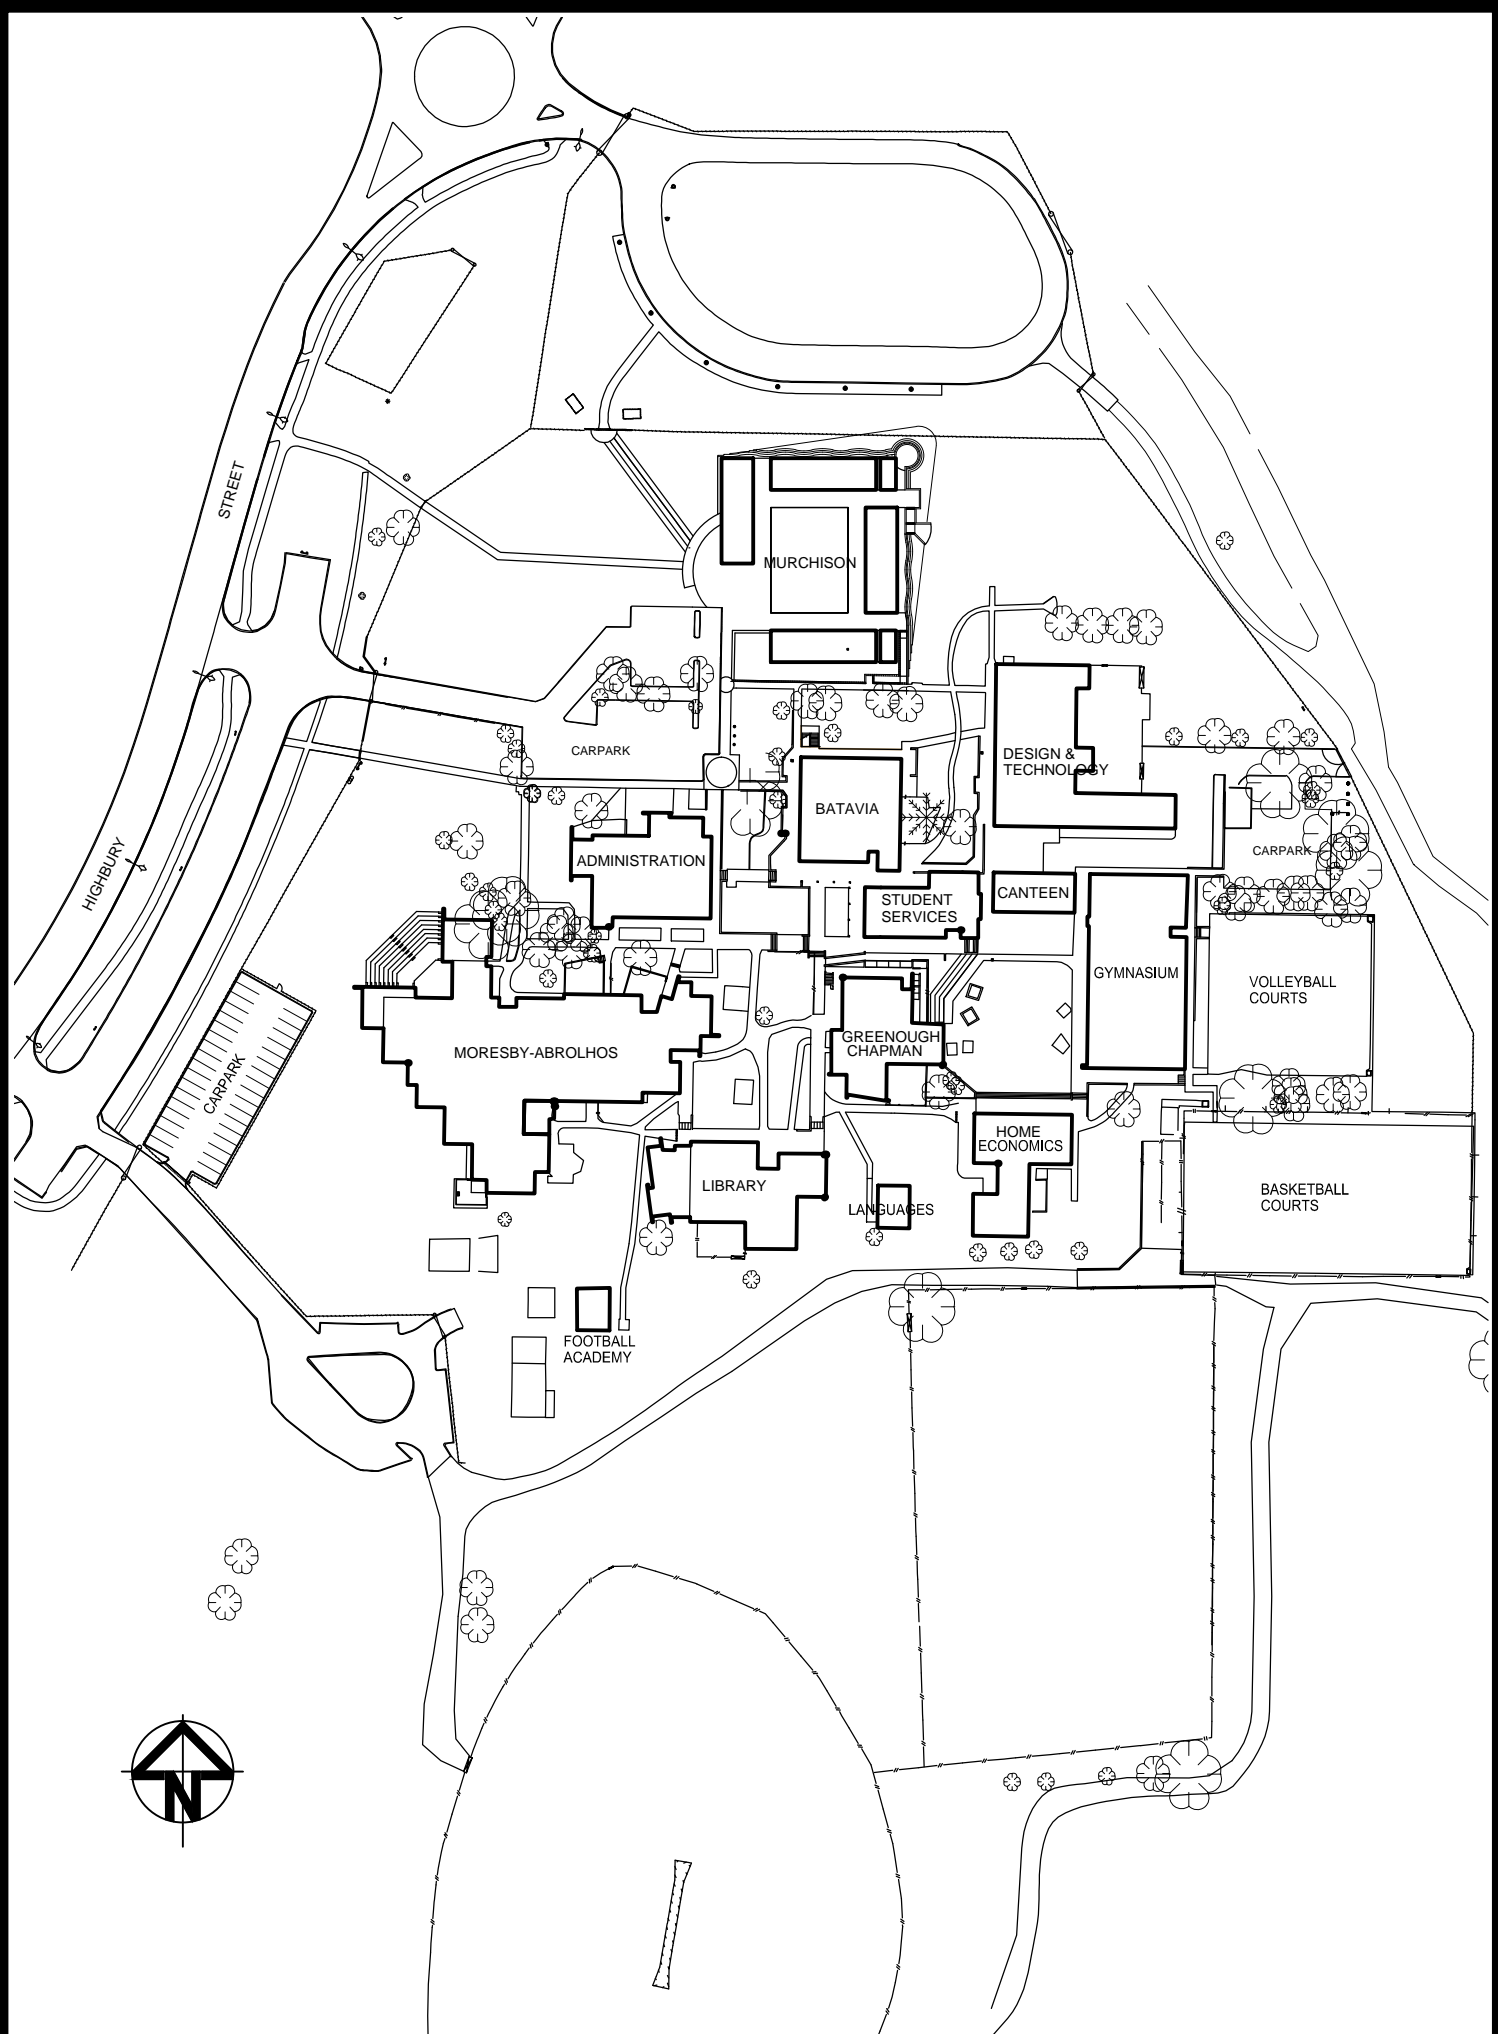 STREET
MURCHISON
CARPARK
DESIGN &
TECHNOLOGY
BATAVIA
HIGHBURY
ADMINISTRATION
CARPARK
STUDENT
SERVICES
CANTEEN
GYMNASIUM
VOLLEYBALL
COURTS
MORESBY-ABROLHOS
GREENOUGH
CHAPMAN
CARPARK
HOME
ECONOMICS
LIBRARY
LANGUAGES
BASKETBALL
COURTS
FOOTBALL
ACADEMY
N